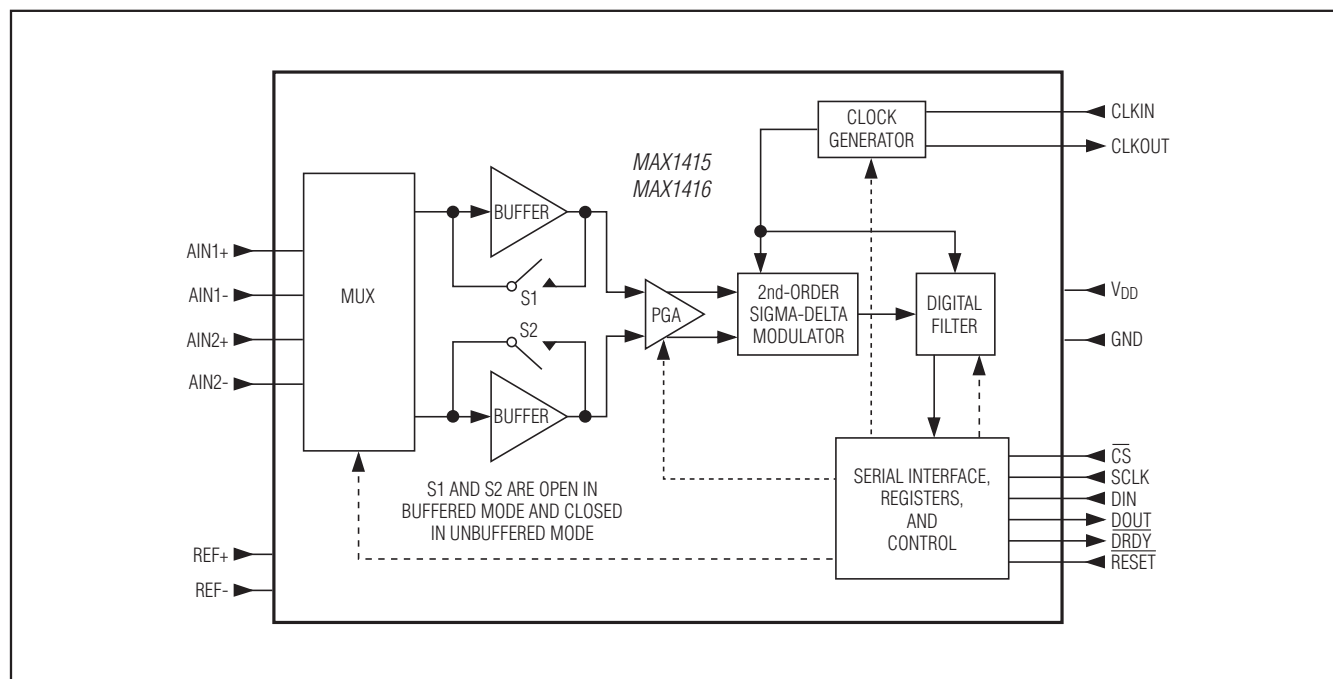 CLOCK
GENERATOR
CLKIN
CLKOUT
MAX1415
MAX1416
MUX
BUFFER
S1
S2
BUFFER
AIN1+
AIN1-
AIN2+
AIN2-
PGA
2nd-ORDER
SIGMA-DELTA
MODULATOR
DIGITAL
FILTER
VDD
GND
S1 AND S2 ARE OPEN IN
BUFFERED MODE AND CLOSED
IN UNBUFFERED MODE
SERIAL INTERFACE,
REGISTERS,
AND
CONTROL
CS
SCLK
DIN
DOUT
DRDY
RESET
REF+
REF-